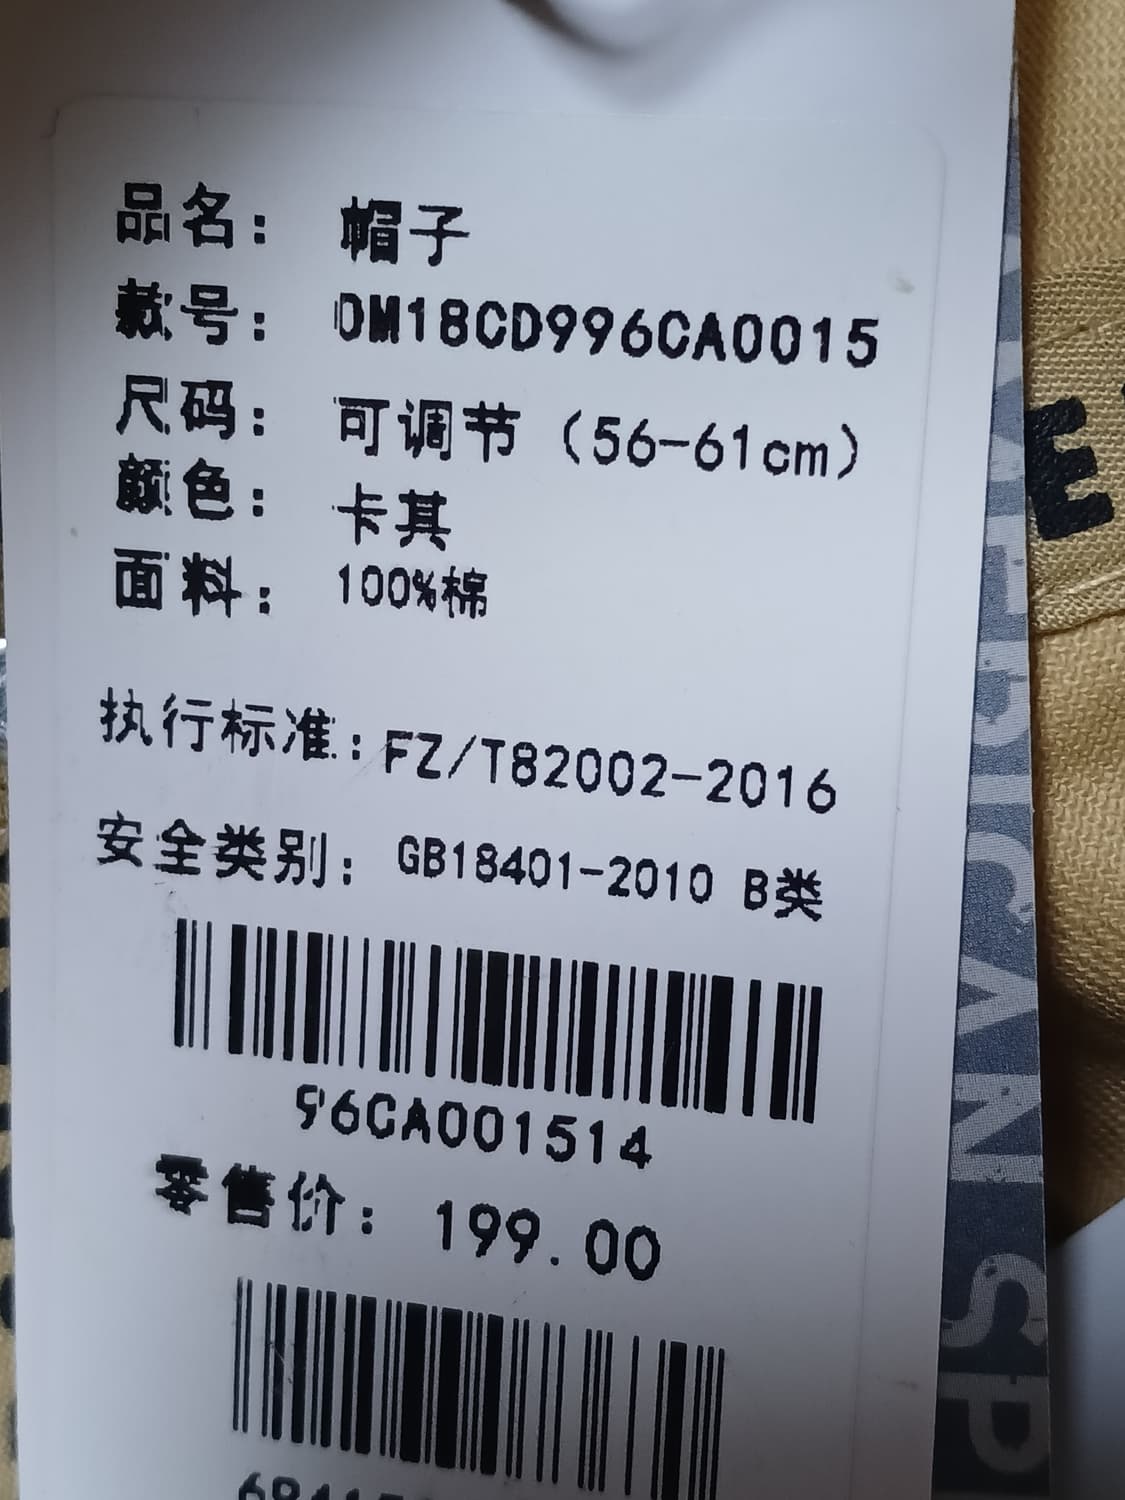 品名： 帽子
款号： DM18CD996CA0015
尺码： 可调节（56-61cm）
颜色： 卡其
面料： 100%棉
执行标准：FZ/T82002-2016
安全类别：GB18401-2010 B类
96CA001514
零售价： 199.00
E